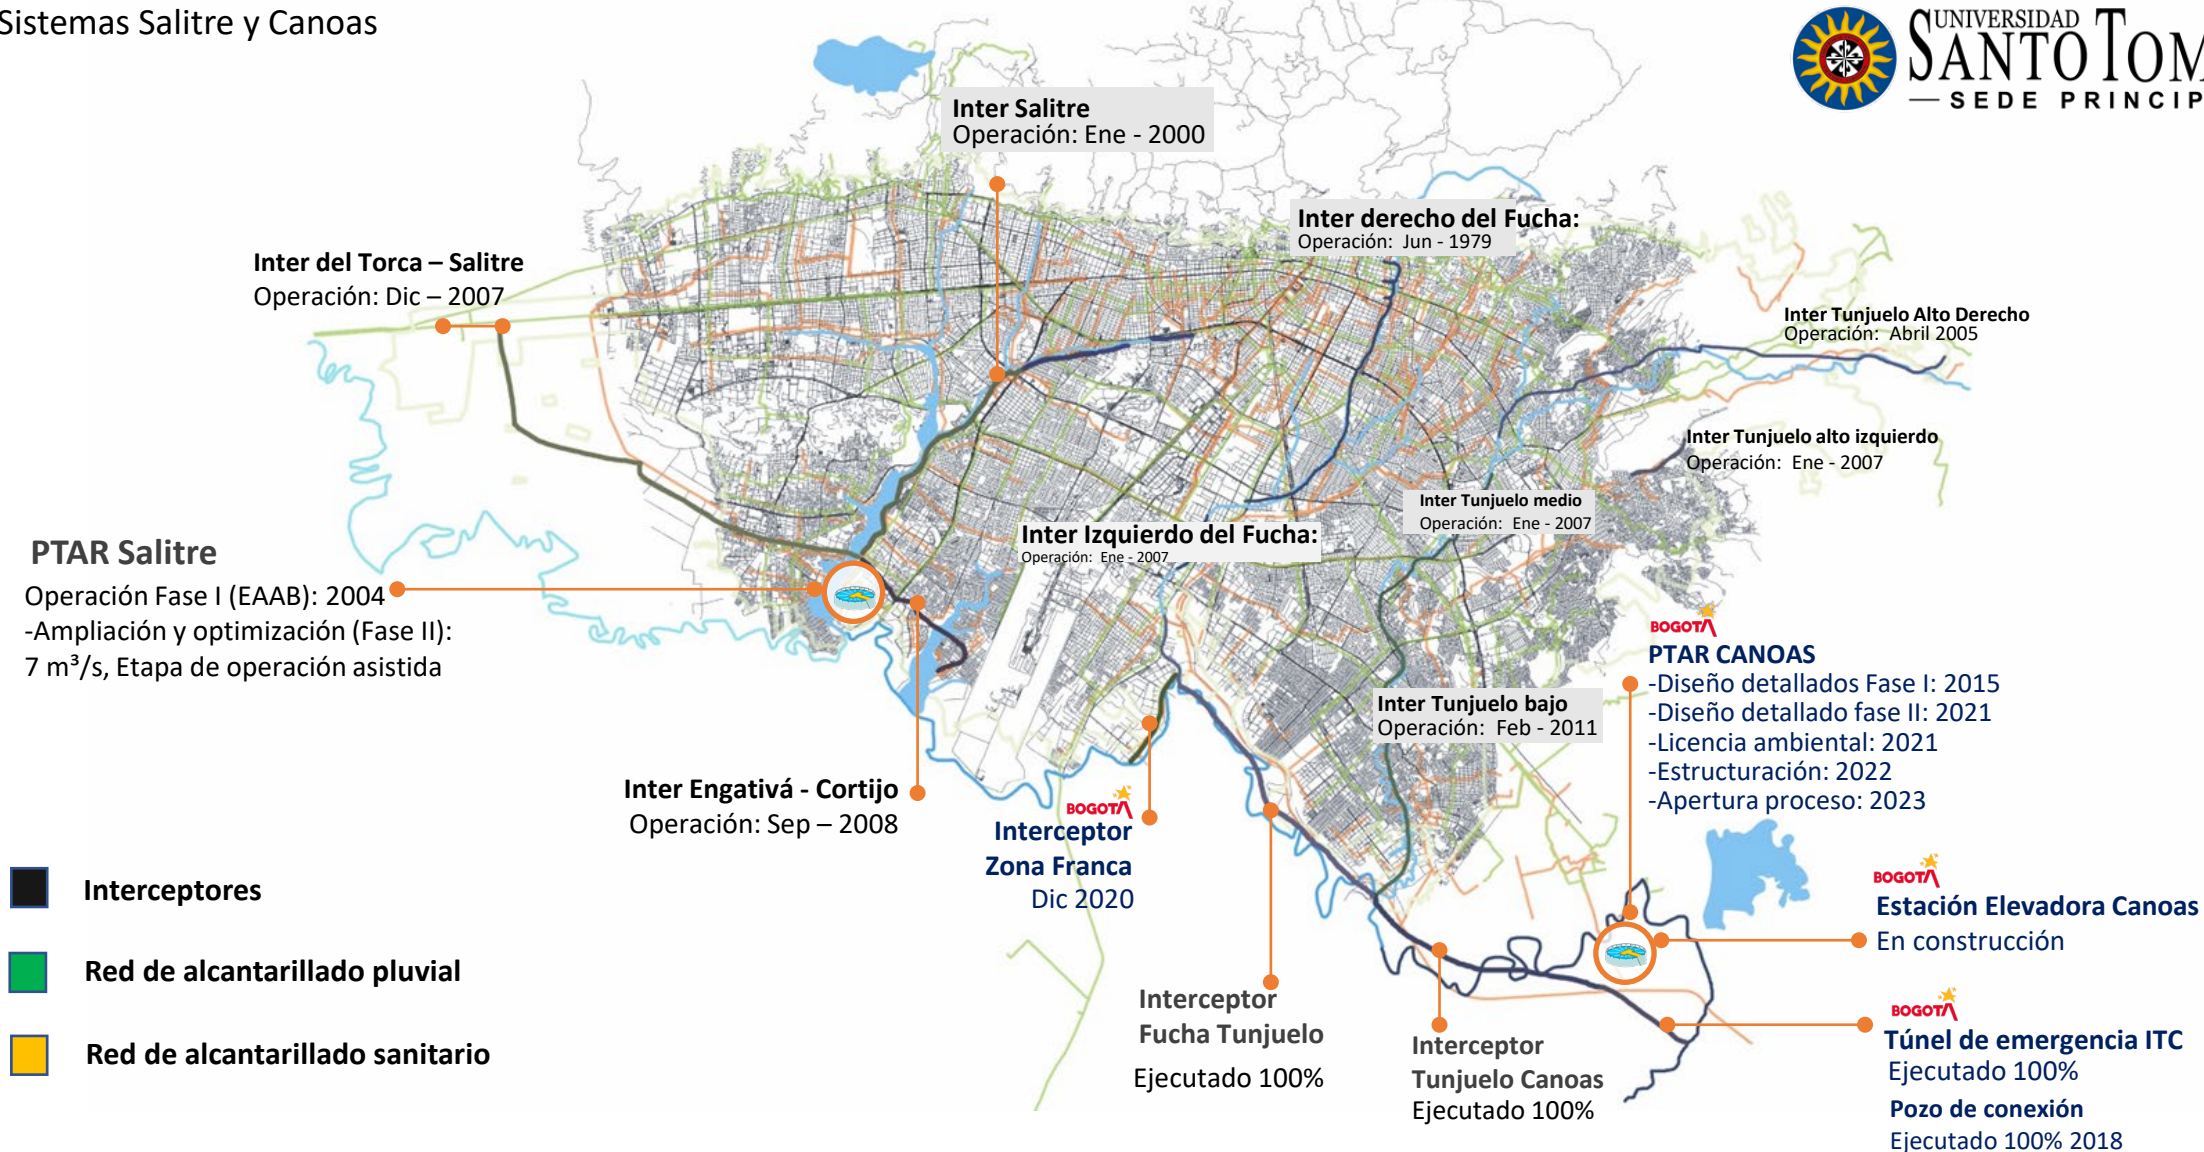 Sistemas Salitre y Canoas
UNIVERSIDAD
SANTO TOM
SEDE PRINCIP
Inter Salitre
Operación: Ene - 2000
Inter derecho del Fucha:
Operación: Jun - 1979
Inter del Torca – Salitre
Operación: Dic – 2007
Inter Tunjuelo Alto Derecho
Operación: Abril 2005
Inter Tunjuelo alto izquierdo
Operación: Ene - 2007
Inter Tunjuelo medio
Operación: Ene - 2007
Inter Izquierdo del Fucha:
Operación: Ene - 2007
PTAR Salitre
Operación Fase I (EAAB): 2004
-Ampliación y optimización (Fase II):
7 m³/s, Etapa de operación asistida
BOGOTÁ
PTAR CANOAS
-Diseño detallados Fase I: 2015
-Diseño detallado fase II: 2021
-Licencia ambiental: 2021
-Estructuración: 2022
-Apertura proceso: 2023
Inter Tunjuelo bajo
Operación: Feb - 2011
Inter Engativá - Cortijo
Operación: Sep – 2008
BOGOTÁ
Interceptor
Zona Franca
Dic 2020
BOGOTÁ
Estación Elevadora Canoas
En construcción
Interceptores
Red de alcantarillado pluvial
Red de alcantarillado sanitario
Interceptor
Fucha Tunjuelo
Ejecutado 100%
Interceptor
Tunjuelo Canoas
Ejecutado 100%
BOGOTÁ
Túnel de emergencia ITC
Ejecutado 100%
Pozo de conexión
Ejecutado 100% 2018